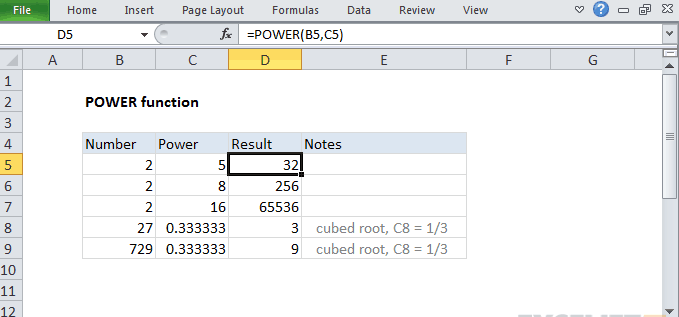 File Home Insert Page Layout Formulas Data Review View
D5 fx =POWER(B5,C5)
A B C D E F G
1
2 POWER function
3
4 Number Power Result Notes
5 2 5 32
6 2 8 256
7 2 16 65536
8 27 0.333333 3 cubed root, C8 = 1/3
9 729 0.333333 9 cubed root, C8 = 1/3
10
11
12